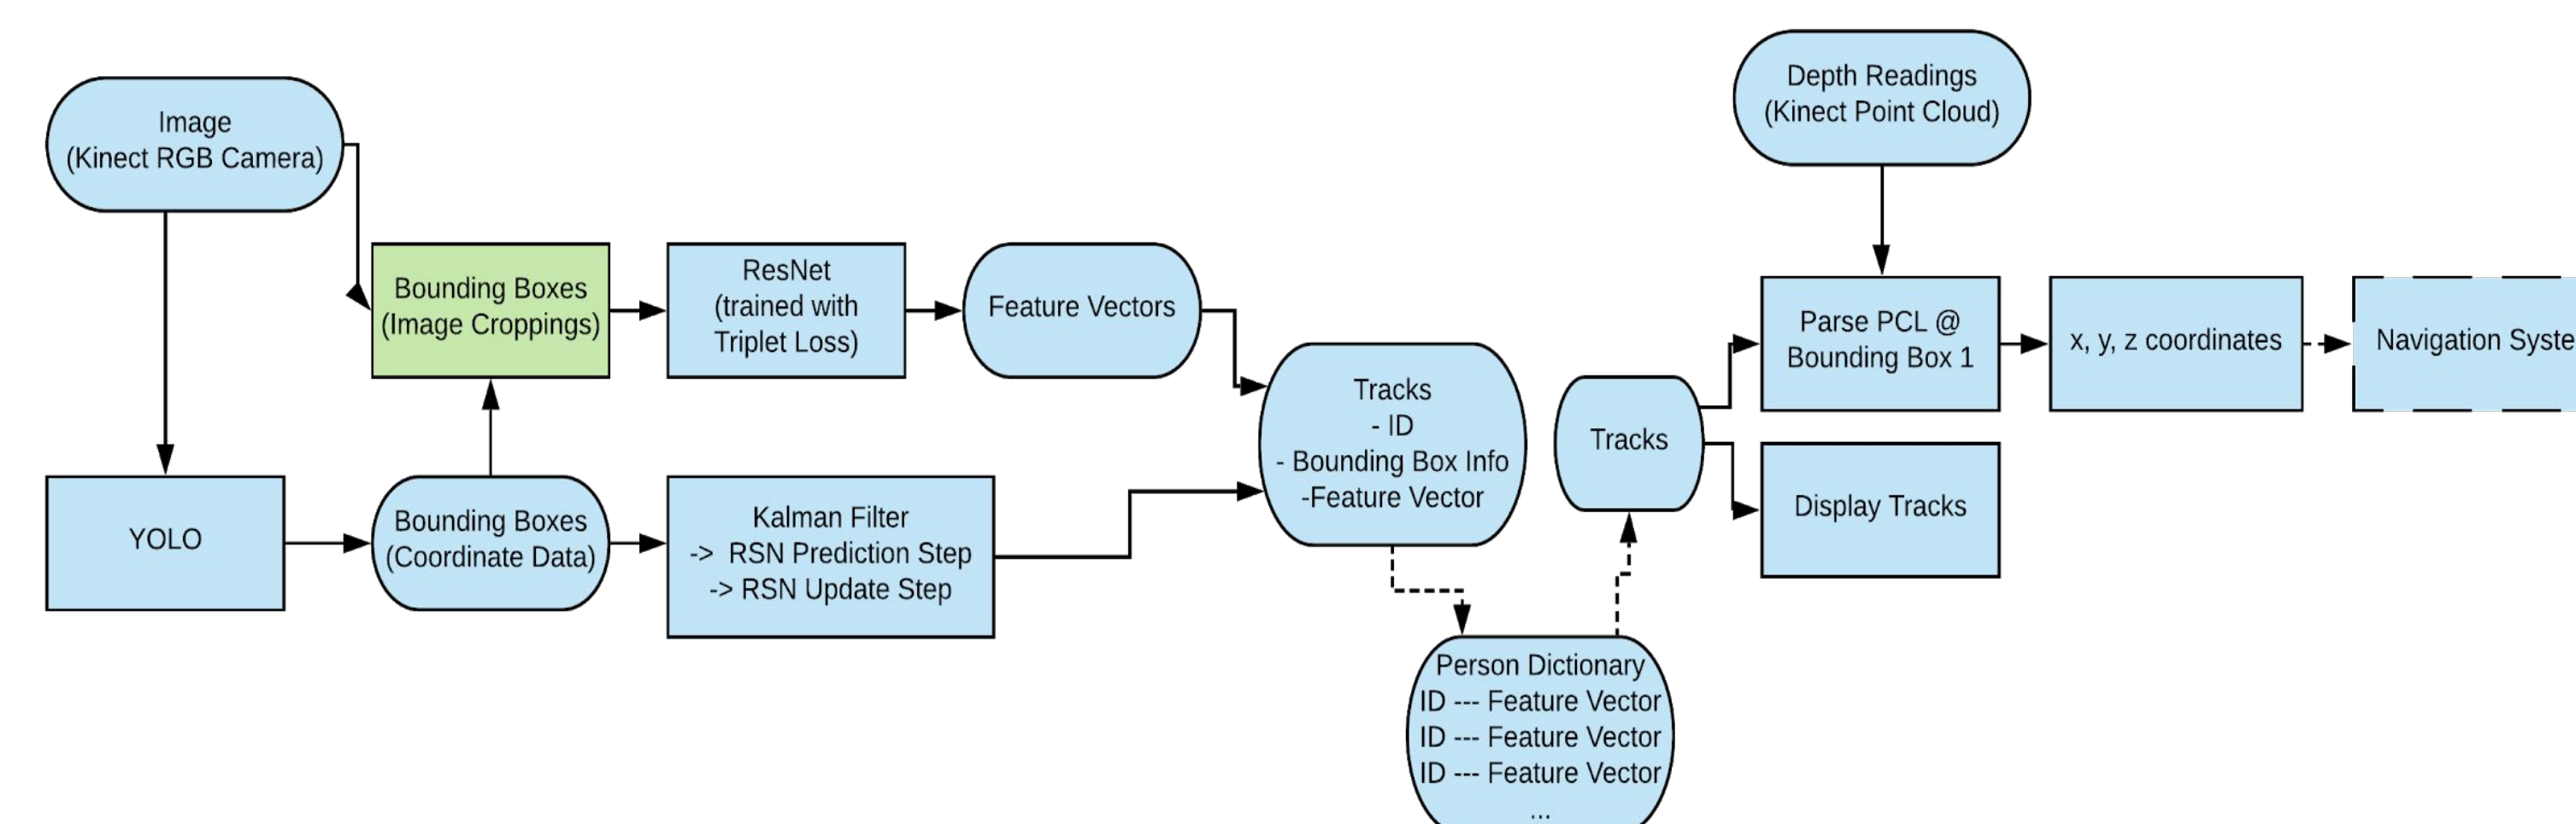 Image
(Kinect RGB Camera)
Depth Readings
(Kinect Point Cloud)
Bounding Boxes
(Image Croppings)
ResNet
(trained with
Triplet Loss)
Feature Vectors
YOLO
Bounding Boxes
(Coordinate Data)
Kalman Filter
-> RSN Prediction Step
-> RSN Update Step
Tracks
- ID
- Bounding Box Info
-Feature Vector
Person Dictionary
ID --- Feature Vector
ID --- Feature Vector
ID --- Feature Vector
...
Tracks
Parse PCL @
Bounding Box 1
x, y, z coordinates
Navigation Syste
Display Tracks